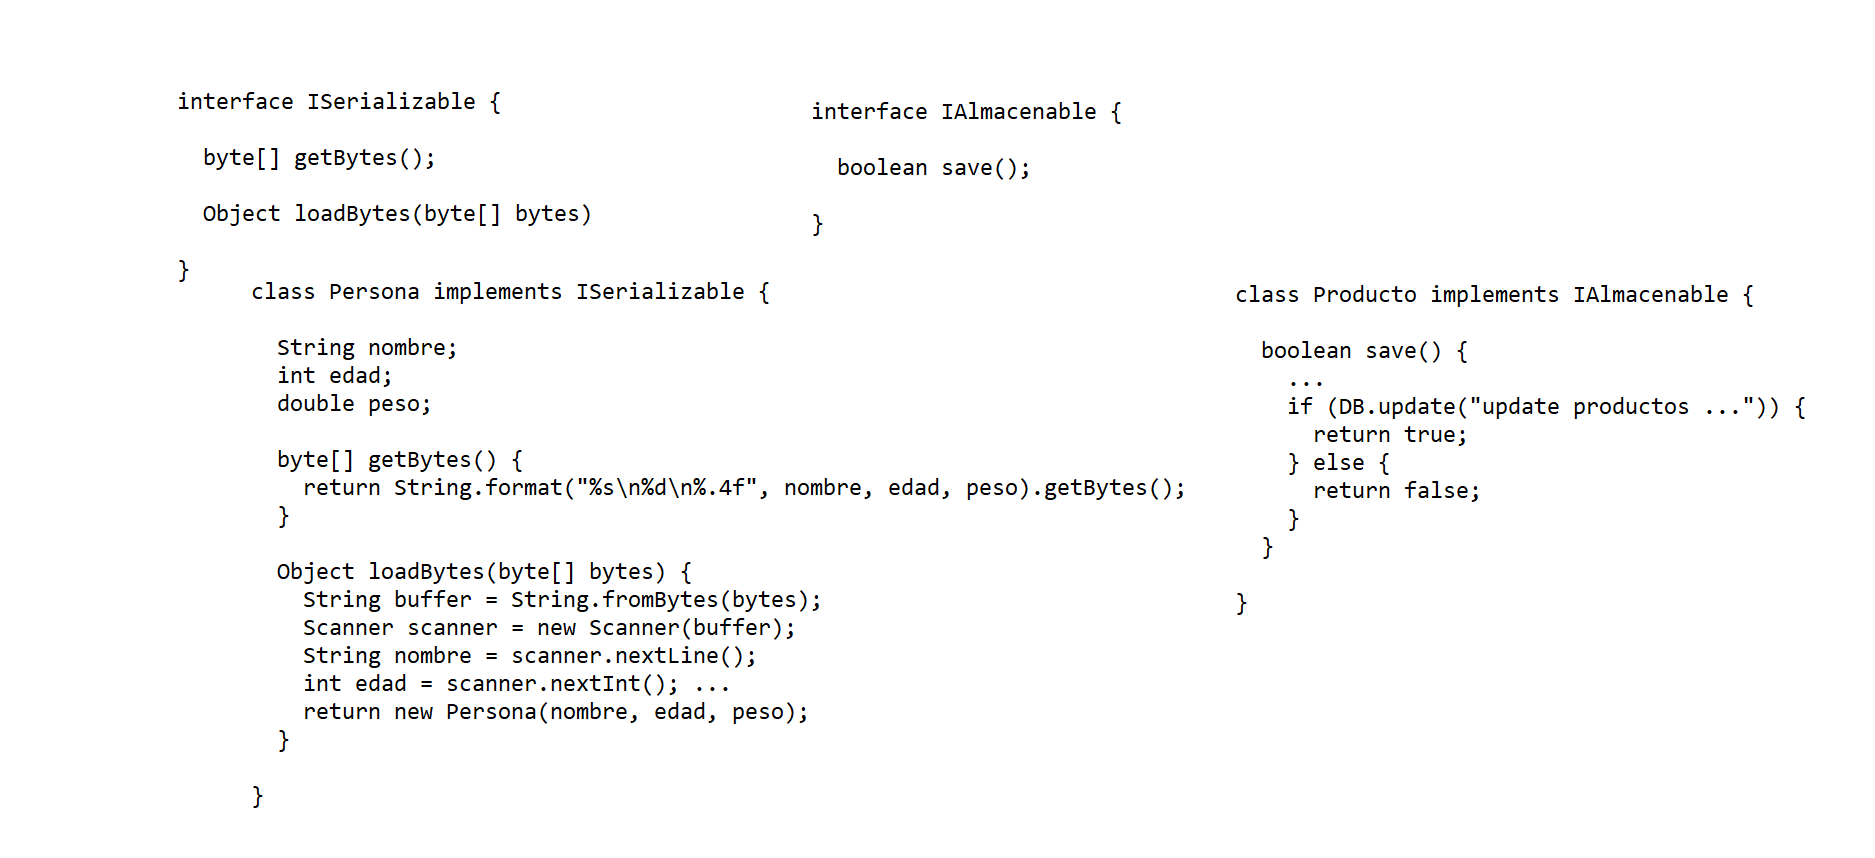 interface ISerializable {
byte[] getBytes();
Object loadBytes(byte[] bytes)
}
interface IAlmacenable {
boolean save();
}
class Persona implements ISerializable {
String nombre;
int edad;
double peso;
byte[] getBytes() {
return String.format("%s\n%d\n%.4f", nombre, edad, peso).getBytes();
}
Object loadBytes(byte[] bytes) {
String buffer = String.fromBytes(bytes);
Scanner scanner = new Scanner(buffer);
String nombre = scanner.nextLine();
int edad = scanner.nextInt(); ...
return new Persona(nombre, edad, peso);
}
}
class Producto implements IAlmacenable {
boolean save() {
...
if (DB.update("update productos ...")) {
return true;
} else {
return false;
}
}
}